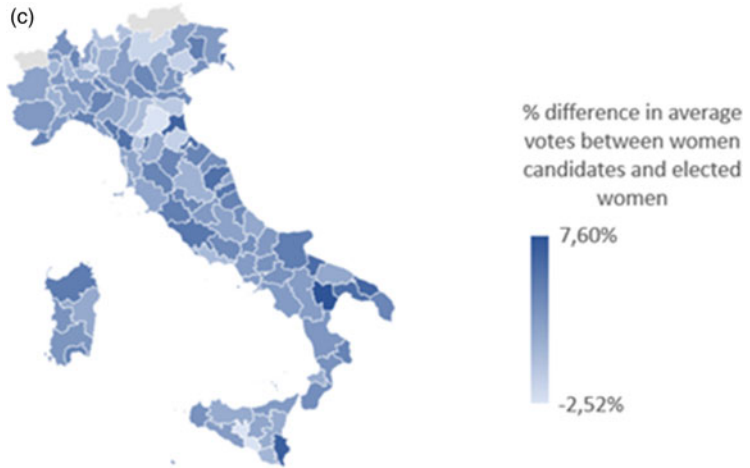 (c)
% difference in average
votes between women
candidates and elected
women
7,60%
-2,52%